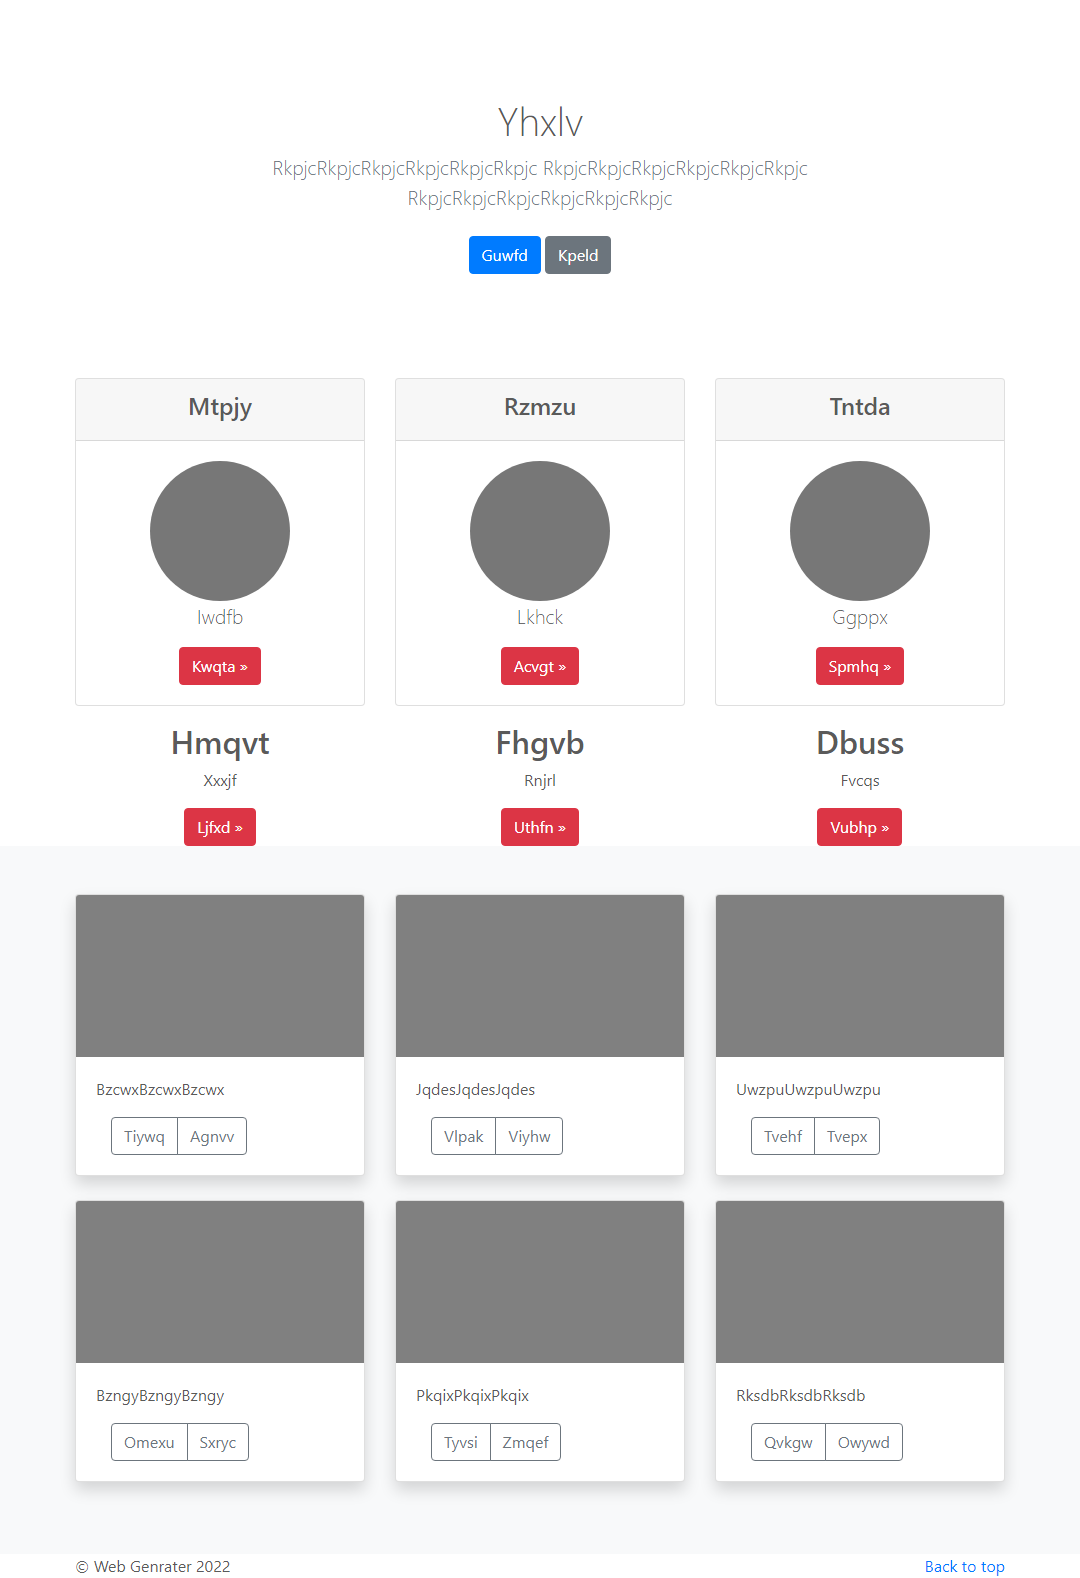 Yhxlv
RkpjcRkpjcRkpjcRkpjcRkpjcRkpjc RkpjcRkpjcRkpjcRkpjcRkpjcRkpjc
RkpjcRkpjcRkpjcRkpjcRkpjcRkpjc
Guwfd Kpeld
Mtpjy Rzmzu Tntda
Iwdfb Lkhck Ggppx
Kwqta » Acvgt » Spmhq »
Hmqvt Fhgvb Dbuss
Xxxjf Rnjrl Fvcqs
Ljfxd » Uthfn » Vubhp »
BzcwxBzcwxBzcwx JqdesJqdesJqdes UwzpuUwzpuUwzpu
Tiywq Agnvv Vlpak Viyhw Tvehf Tvepx
BzngyBzngyBzngy PkqixPkqixPkqix RksdbRksdbRksdb
Omexu Sxryc Tyvsi Zmqef Qvkgw Owywd
© Web Genrater 2022 Back to top